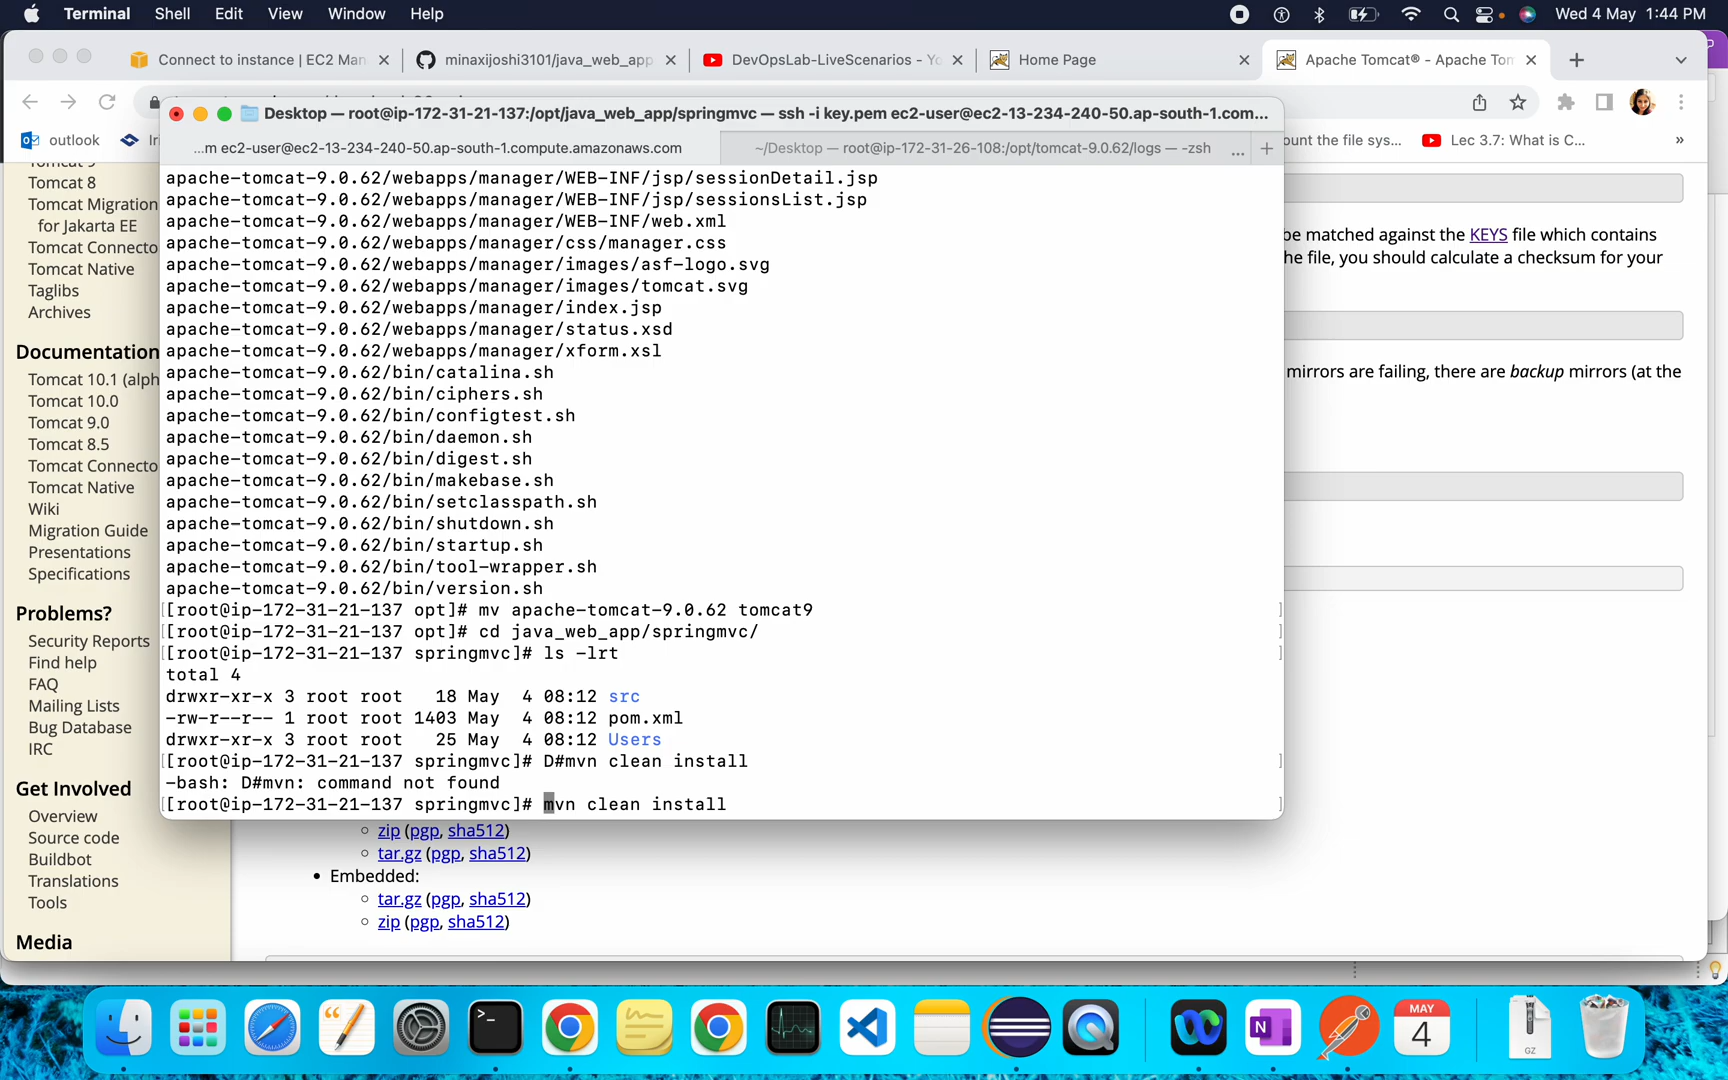 Terminal Shell Edit View Window Help Wed 4 May 1:44 PM
Connect to instance | EC2 Man minaxijoshi3101/java_web_app DevOpsLab-LiveScenarios - Yo Home Page Apache Tomcat® - Apache Tom
Desktop — root@ip-172-31-21-137:/opt/java_web_app/springmvc — ssh -i key.pem ec2-user@ec2-13-234-240-50.ap-south-1.com...
outlook
ount the file sys... Lec 3.7: What is C... »
...m ec2-user@ec2-13-234-240-50.ap-south-1.compute.amazonaws.com ~/Desktop — root@ip-172-31-26-108:/opt/tomcat-9.0.62/logs — -zsh ... +
apache-tomcat-9.0.62/webapps/manager/WEB-INF/jsp/sessionDetail.jsp
apache-tomcat-9.0.62/webapps/manager/WEB-INF/jsp/sessionsList.jsp
apache-tomcat-9.0.62/webapps/manager/WEB-INF/web.xml
apache-tomcat-9.0.62/webapps/manager/css/manager.css
apache-tomcat-9.0.62/webapps/manager/images/asf-logo.svg
apache-tomcat-9.0.62/webapps/manager/images/tomcat.svg
apache-tomcat-9.0.62/webapps/manager/index.jsp
apache-tomcat-9.0.62/webapps/manager/status.xsd
apache-tomcat-9.0.62/webapps/manager/xform.xsl
apache-tomcat-9.0.62/bin/catalina.sh
apache-tomcat-9.0.62/bin/ciphers.sh
apache-tomcat-9.0.62/bin/configtest.sh
apache-tomcat-9.0.62/bin/daemon.sh
apache-tomcat-9.0.62/bin/digest.sh
apache-tomcat-9.0.62/bin/makebase.sh
apache-tomcat-9.0.62/bin/setclasspath.sh
apache-tomcat-9.0.62/bin/shutdown.sh
apache-tomcat-9.0.62/bin/startup.sh
apache-tomcat-9.0.62/bin/tool-wrapper.sh
apache-tomcat-9.0.62/bin/version.sh
[[root@ip-172-31-21-137 opt]# mv apache-tomcat-9.0.62 tomcat9 ]
[[root@ip-172-31-21-137 opt]# cd java_web_app/springmvc/ ]
[[root@ip-172-31-21-137 springmvc]# ls -lrt ]
total 4
drwxr-xr-x 3 root root 18 May 4 08:12 src
-rw-r--r-- 1 root root 1403 May 4 08:12 pom.xml
drwxr-xr-x 3 root root 25 May 4 08:12 Users
[[root@ip-172-31-21-137 springmvc]# D#mvn clean install ]
-bash: D#mvn: command not found
[[root@ip-172-31-21-137 springmvc]# mvn clean install ]
Tomcat 8
Tomcat Migration
for Jakarta EE
Tomcat Connecto
Tomcat Native
Taglibs
Archives
Documentation
Tomcat 10.1 (alph
Tomcat 10.0
Tomcat 9.0
Tomcat 8.5
Tomcat Connecto
Tomcat Native
Wiki
Migration Guide
Presentations
Specifications
Problems?
Security Reports
Find help
FAQ
Mailing Lists
Bug Database
IRC
Get Involved
Overview
Source code
Buildbot
Translations
Tools
Media
be matched against the KEYS file which contains
he file, you should calculate a checksum for your
mirrors are failing, there are backup mirrors (at the
zip (pgp, sha512)
tar.gz (pgp, sha512)
• Embedded:
tar.gz (pgp, sha512)
zip (pgp, sha512)
MAY
4
GZ